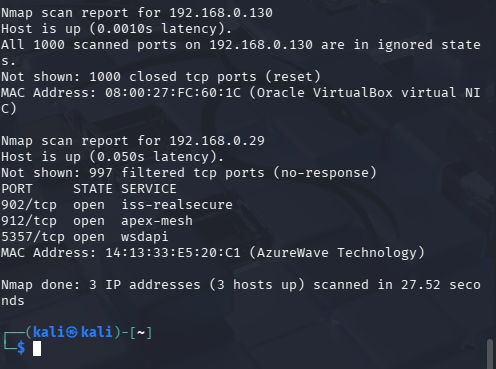 Nmap scan report for 192.168.0.130
Host is up (0.0010s latency).
All 1000 scanned ports on 192.168.0.130 are in ignored state
s.
Not shown: 1000 closed tcp ports (reset)
MAC Address: 08:00:27:FC:60:1C (Oracle VirtualBox virtual NI
C)

Nmap scan report for 192.168.0.29
Host is up (0.050s latency).
Not shown: 997 filtered tcp ports (no-response)
PORT     STATE SERVICE
902/tcp  open  iss-realsecure
912/tcp  open  apex-mesh
5357/tcp open  wsdapi
MAC Address: 14:13:33:E5:20:C1 (AzureWave Technology)

Nmap done: 3 IP addresses (3 hosts up) scanned in 27.52 seco
nds

┌──(kali㉿kali)-[~]
└─$